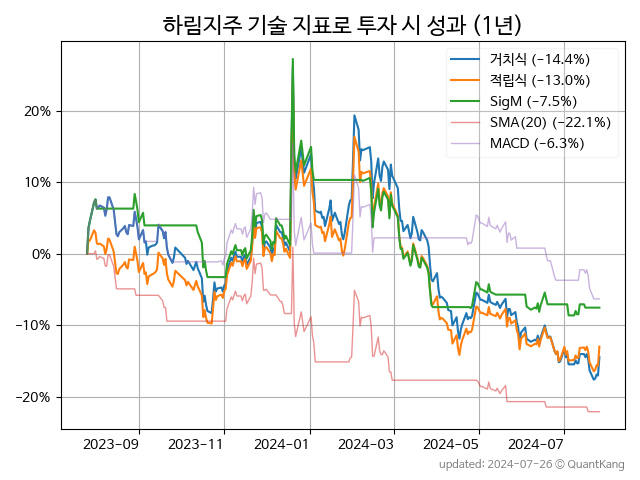 하림지주 기술 지표로 투자 시 성과 (1년)
거치식 (−14.4%)
적립식 (−13.0%)
SigM (−7.5%)
SMA(20) (−22.1%)
MACD (−6.3%)
20%
10%
0%
−10%
−20%
2023-09
2023-11
2024-01
2024-03
2024-05
2024-07
updated: 2024-07-26 © QuantKang